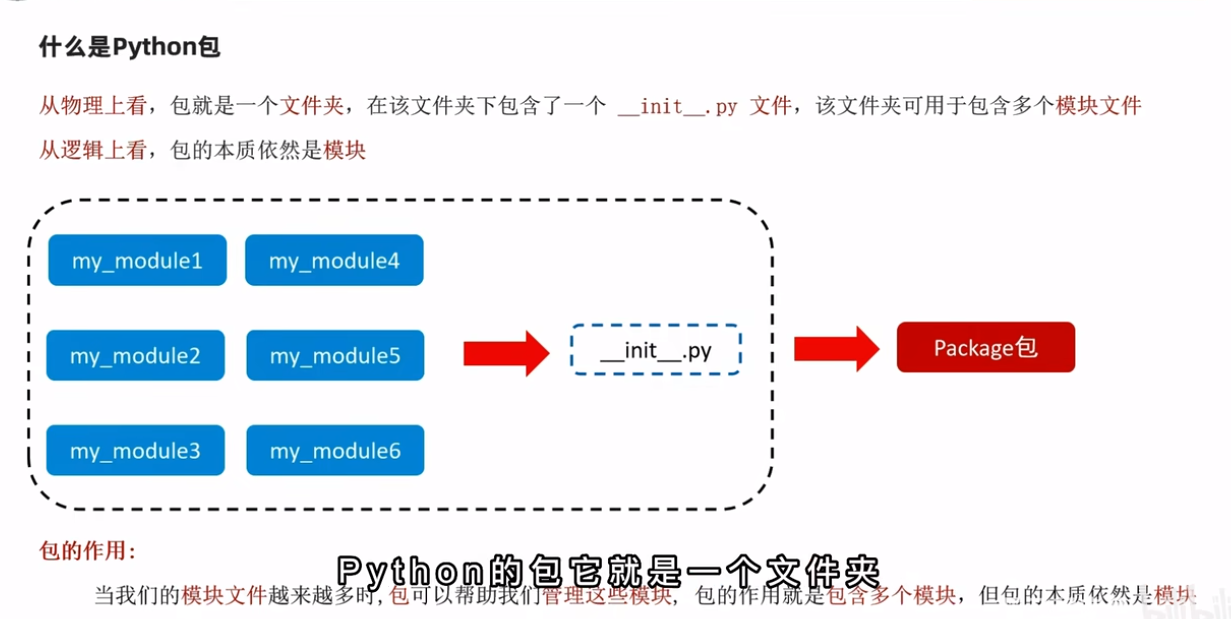 什么是Python包
从物理上看，包就是一个文件夹，在该文件夹下包含了一个 __init__.py 文件，该文件夹可用于包含多个模块文件
从逻辑上看，包的本质依然是模块
my_module1 my_module4
my_module2 my_module5
__init__.py
Package包
my_module3 my_module6
包的作用:
Python的包它就是一个文件夹
当我们的模块文件越来越多时,包可以帮助我们管理这些模块, 包的作用就是包含多个模块，但包的本质依然是模块